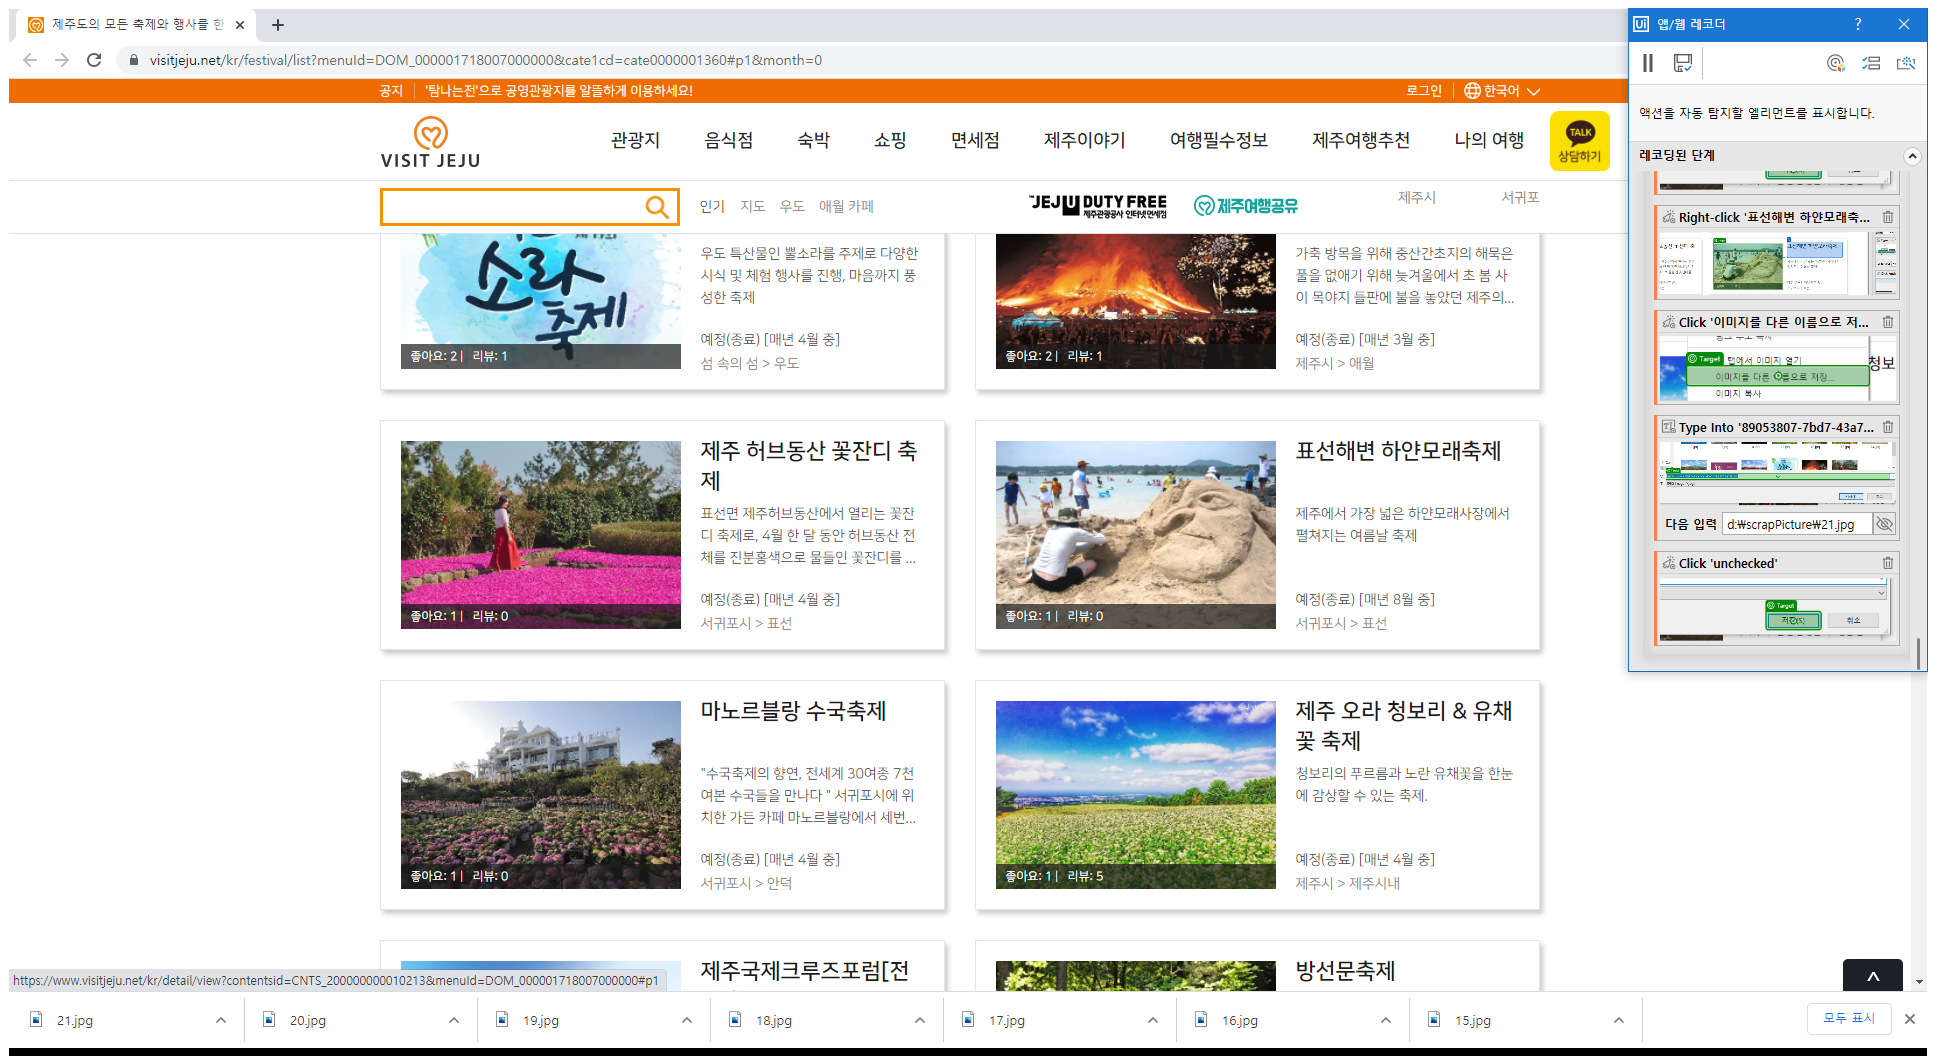 제주도의 모든 축제와 행사를 한
visitjeju.net/kr/festival/list?menuId=DOM_000001718007000000&cate1cd=cate0000001360#p1&month=0
공지 '탐나는전'으로 공영관광지를 알뜰하게 이용하세요!
로그인 한국어
VISIT JEJU
관광지 음식점 숙박 쇼핑 면세점 제주이야기 여행필수정보 제주여행추천 나의 여행
TALK
상담하기
인기 지도 우도 애월 카페
JEJU DUTY FREE
제주관광공사 인터넷면세점
제주여행공유
제주시 서귀포
소라
축제
좋아요: 2 | 리뷰: 1
우도 특산물인 뿔소라를 주제로 다양한
시식 및 체험 행사를 진행, 마음까지 풍
성한 축제
예정(종료) [매년 4월 중]
섬 속의 섬 > 우도
좋아요: 2 | 리뷰: 1
가축 방목을 위해 중산간초지의 해묵은
풀을 없애기 위해 늦겨울에서 초 봄 사
이 목야지 들판에 불을 놓았던 제주의...
예정(종료) [매년 3월 중]
제주시 > 애월
좋아요: 1 | 리뷰: 0
제주 허브동산 꽃잔디 축
제
표선면 제주허브동산에서 열리는 꽃잔
디 축제로, 4월 한 달 동안 허브동산 전
체를 진분홍색으로 물들인 꽃잔디를 ...
예정(종료) [매년 4월 중]
서귀포시 > 표선
좋아요: 1 | 리뷰: 0
표선해변 하얀모래축제
제주에서 가장 넓은 하얀모래사장에서
펼쳐지는 여름날 축제
예정(종료) [매년 8월 중]
서귀포시 > 표선
좋아요: 1 | 리뷰: 0
마노르블랑 수국축제
"수국축제의 향연, 전세계 30여종 7천
여본 수국들을 만나다 " 서귀포시에 위
치한 가든 카페 마노르블랑에서 세번...
예정(종료) [매년 4월 중]
서귀포시 > 안덕
좋아요: 1 | 리뷰: 5
제주 오라 청보리 & 유채
꽃 축제
청보리의 푸르름과 노란 유채꽃을 한눈
에 감상할 수 있는 축제.
예정(종료) [매년 4월 중]
제주시 > 제주시내
제주국제크루즈포럼[전
방선문축제
https://www.visitjeju.net/kr/detail/view?contentsid=CNTS_200000000010213&menuId=DOM_000001718007000000#p1
21.jpg 20.jpg 19.jpg 18.jpg 17.jpg 16.jpg 15.jpg
모두 표시
Ui 앱/웹 레코더 ?
액션을 자동 탐지할 엘리먼트를 표시합니다.
레코딩된 단계
Right-click '표선해변 하얀모래축...
Click '이미지를 다른 이름으로 저...
Target
탭에서 이미지 열기
이미지를 다른 이름으로 저장...
이미지 복사
청보
Type Into '89053807-7bd7-43a7...
다음 입력 d:₩scrapPicture₩21.jpg
Click 'unchecked'
Target
저장(S) 취소